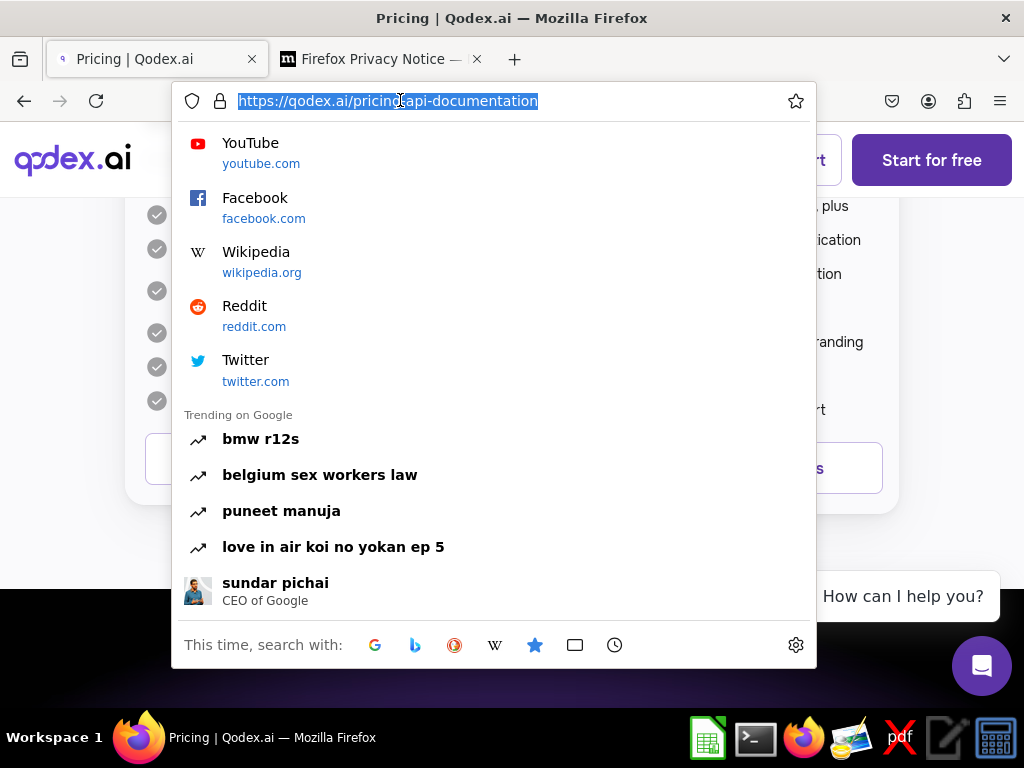 Pricing | Qodex.ai — Mozilla Firefox
Pricing | Qodex.ai
Firefox Privacy Notice —
https://qodex.ai/pricing-api-documentation
qodex.ai
rt
Start for free
YouTube
youtube.com
Facebook
facebook.com
Wikipedia
wikipedia.org
Reddit
reddit.com
Twitter
twitter.com
Trending on Google
bmw r12s
belgium sex workers law
puneet manuja
love in air koi no yokan ep 5
sundar pichai
CEO of Google
This time, search with:
, plus
ication
tion
randing
rt
s
How can I help you?
Workspace 1
Pricing | Qodex.ai — Mozilla Firefox
pdf